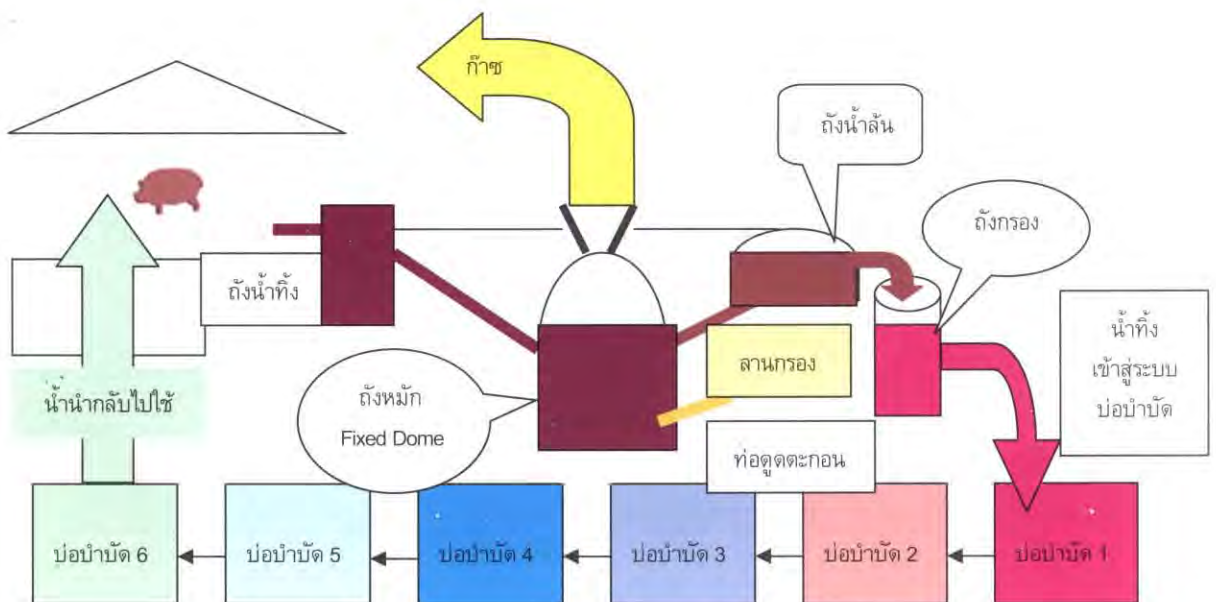 ก๊าซ
ถังน้ำล้น
ถังกรอง
ถังน้ำทิ้ง
น้ำทิ้ง
เข้าสู่ระบบ
บ่อบำบัด
ลานกรอง
น้ำนำกลับไปใช้
ถังหมัก
Fixed Dome
ท่อดูดตะกอน
บ่อบำบัด 6
บ่อบำบัด 5
บ่อบำบัด 4
บ่อบำบัด 3
บ่อบำบัด 2
บ่อบำบัด 1